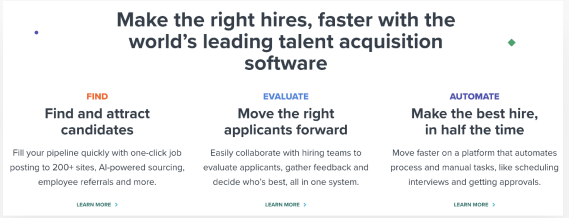 Make the right hires, faster with the
world's leading talent acquisition
software
FIND
Find and attract
candidates
Fill your pipeline quickly with one-click job
posting to 200+ sites, AI-powered sourcing,
employee referrals and more.
LEARN MORE >
EVALUATE
Move the right
applicants forward
Easily collaborate with hiring teams to
evaluate applicants, gather feedback and
decide who's best, all in one system.
LEARN MORE >
AUTOMATE
Make the best hire,
in half the time
Move faster on a platform that automates
process and manual tasks, like scheduling
interviews and getting approvals.
LEARN MORE >